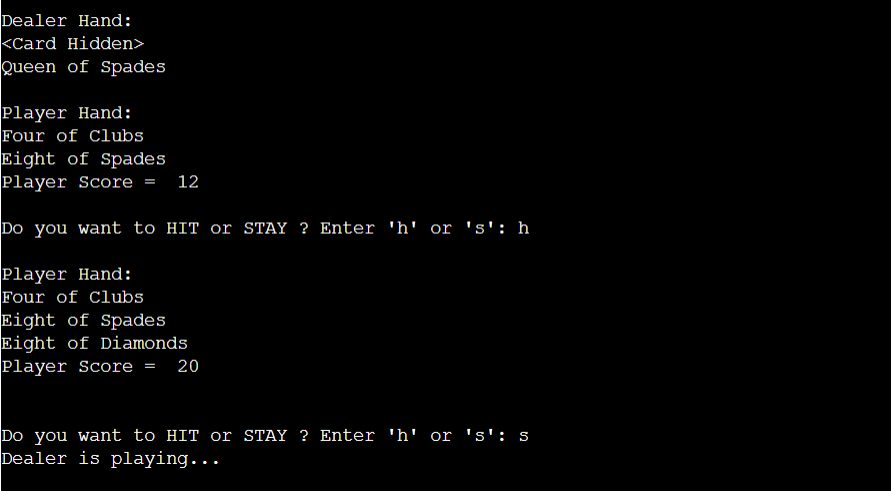 Dealer Hand:
<Card Hidden>
Queen of Spades
Player Hand:
Four of Clubs
Eight of Spades
Player Score =  12
Do you want to HIT or STAY ? Enter 'h' or 's': h
Player Hand:
Four of Clubs
Eight of Spades
Eight of Diamonds
Player Score =  20
Do you want to HIT or STAY ? Enter 'h' or 's': s
Dealer is playing...